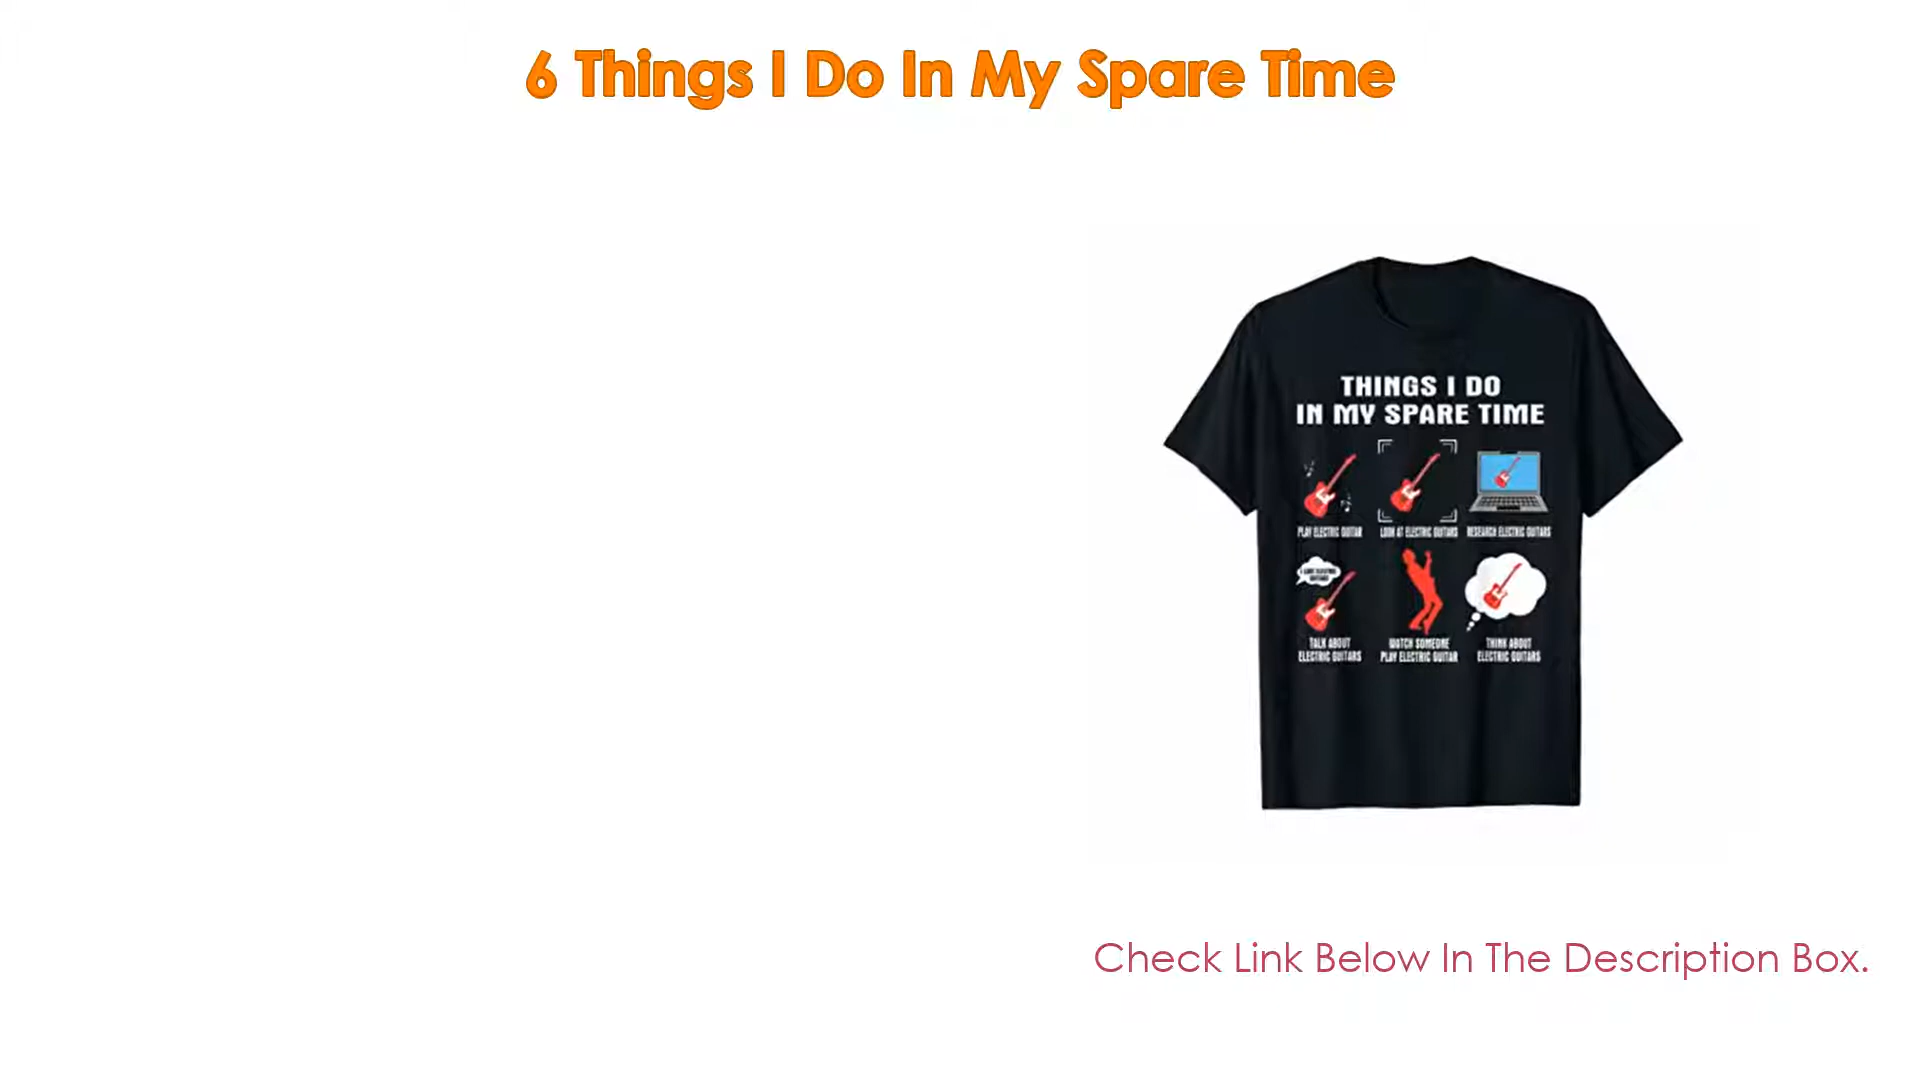 6 Things I Do In My Spare Time
THINGS I DO
IN MY SPARE TIME
PLAY ELECTRIC GUITAR
LOOK AT ELECTRIC GUITARS
RESEARCH ELECTRIC GUITARS
TALK ABOUT
ELECTRIC GUITARS
WATCH SOMEONE
PLAY ELECTRIC GUITAR
THINK ABOUT
ELECTRIC GUITARS
Check Link Below In The Description Box.